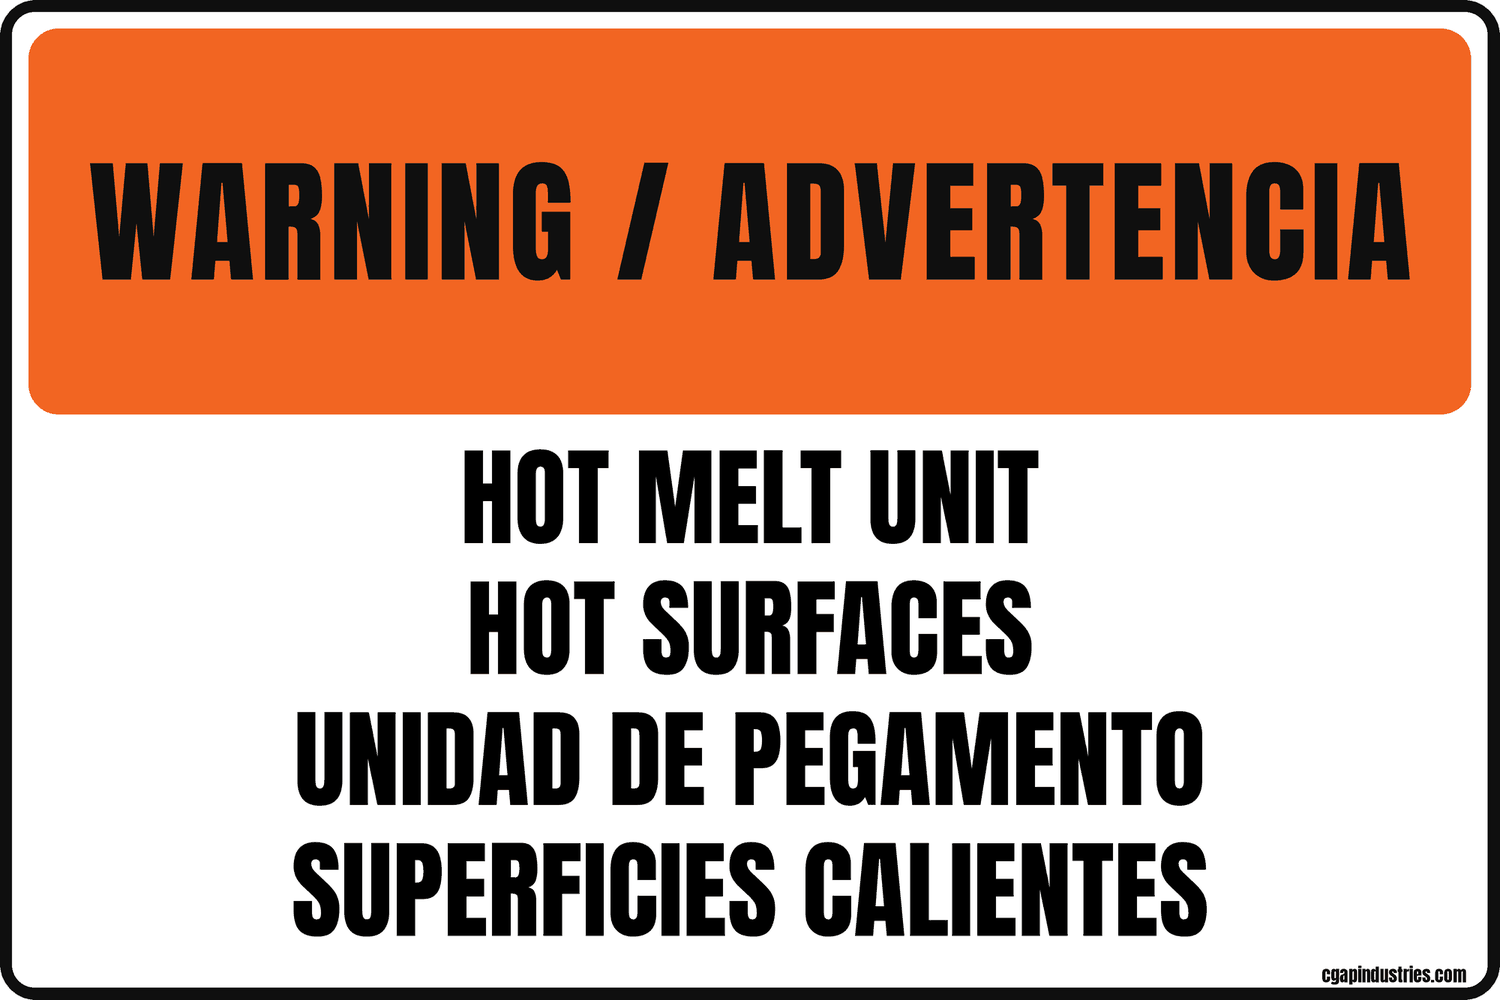 WARNING / ADVERTENCIA
HOT MELT UNIT
HOT SURFACES
UNIDAD DE PEGAMENTO
SUPERFICIES CALIENTES
cgapindustries.com